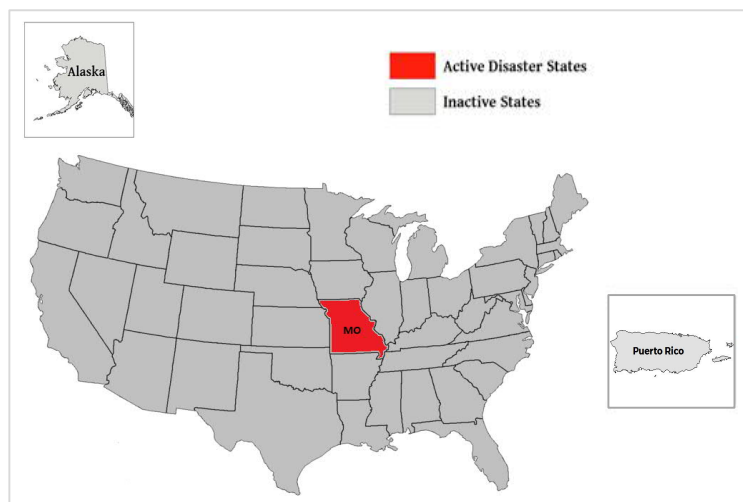 Alaska
Active Disaster States
Inactive States
MO
Puerto Rico